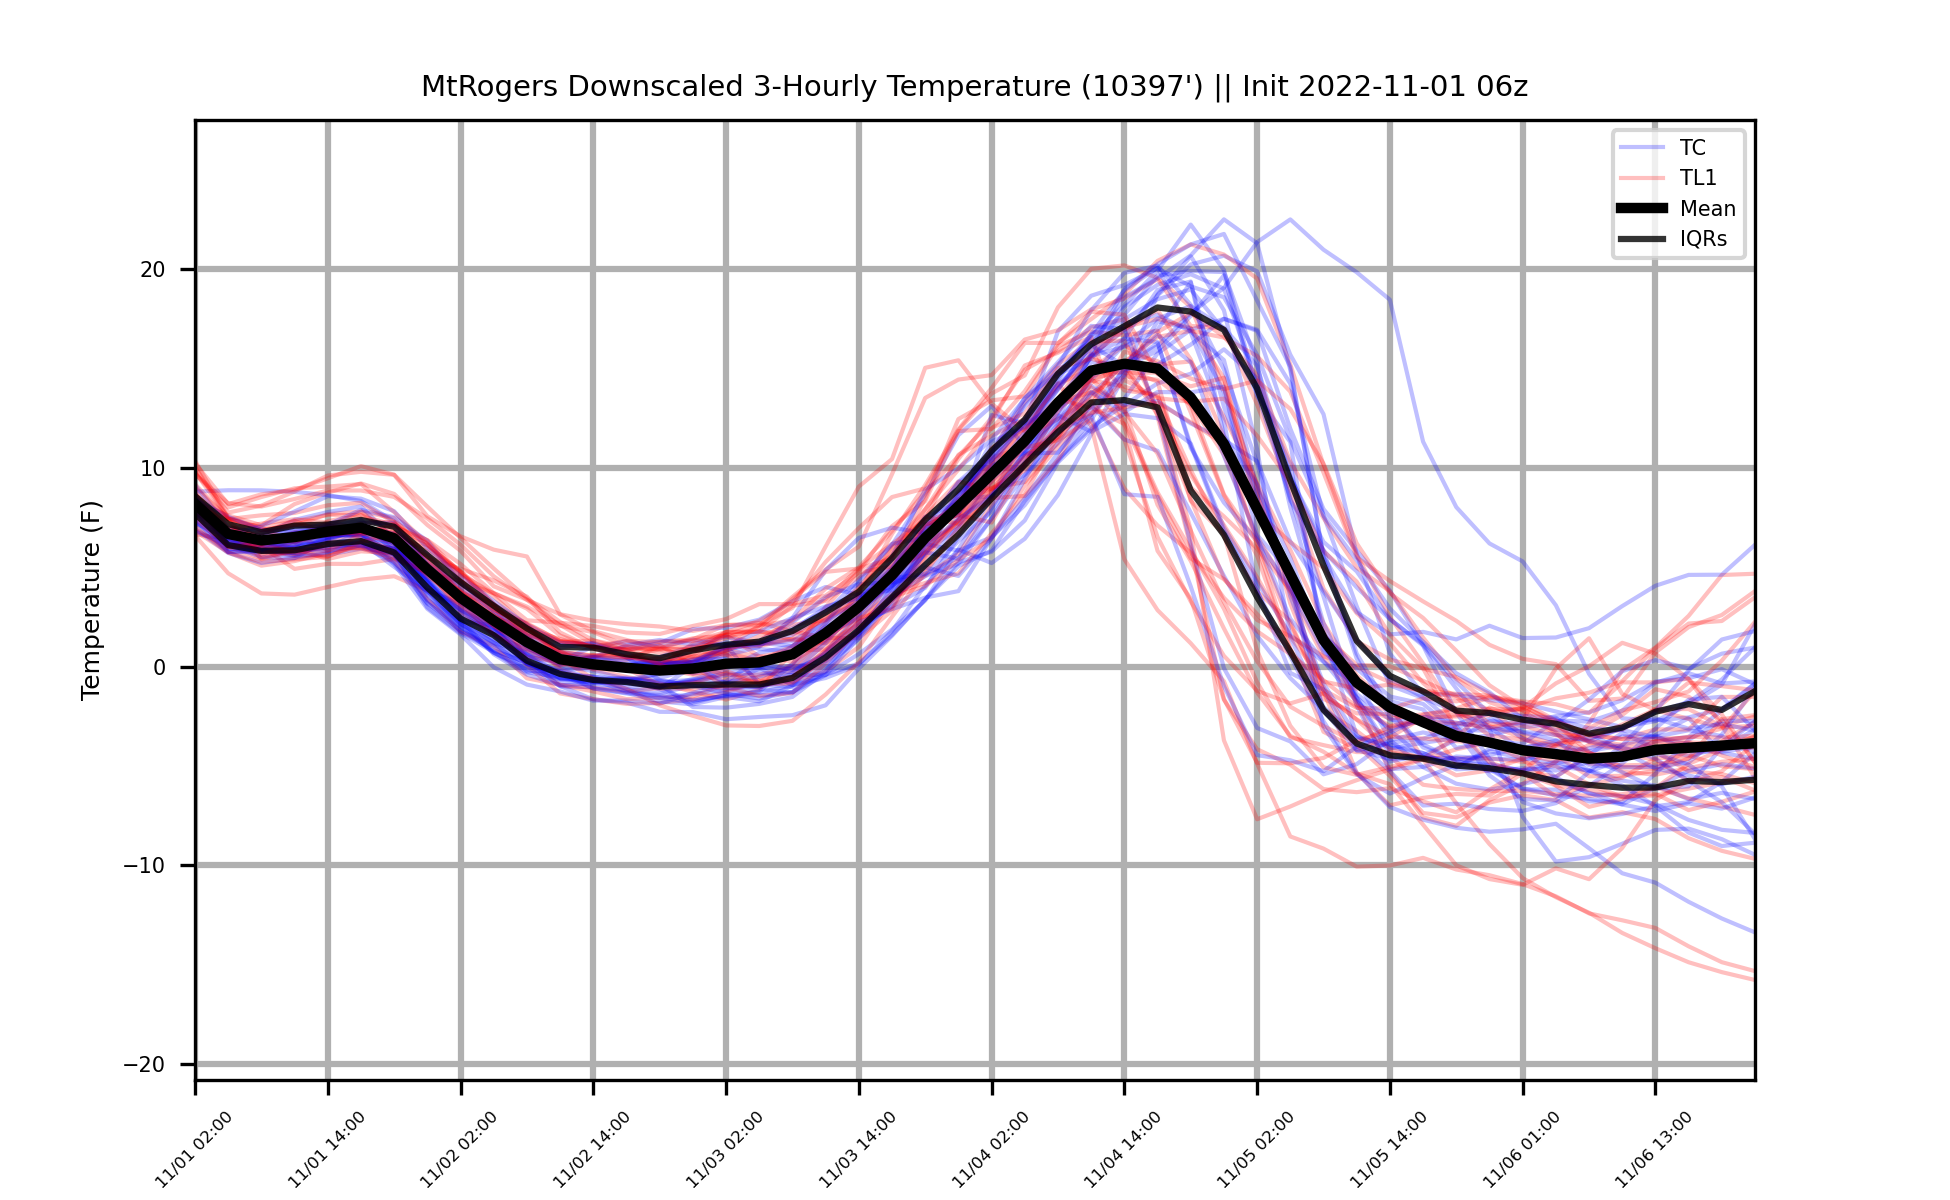 MtRogers Downscaled 3-Hourly Temperature (10397') || Init 2022-11-01 06z
TC
TL1
Mean
IQRs
Temperature (F)
20
10
0
−10
−20
11/01 02:00
11/01 14:00
11/02 02:00
11/02 14:00
11/03 02:00
11/03 14:00
11/04 02:00
11/04 14:00
11/05 02:00
11/05 14:00
11/06 01:00
11/06 13:00